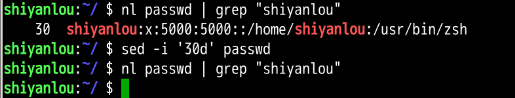 shiyanlou:~/ $ nl passwd | grep "shiyanlou"
    30  shiyanlou:x:5000:5000::/home/shiyanlou:/usr/bin/zsh
shiyanlou:~/ $ sed -i '30d' passwd
shiyanlou:~/ $ nl passwd | grep "shiyanlou"
shiyanlou:~/ $